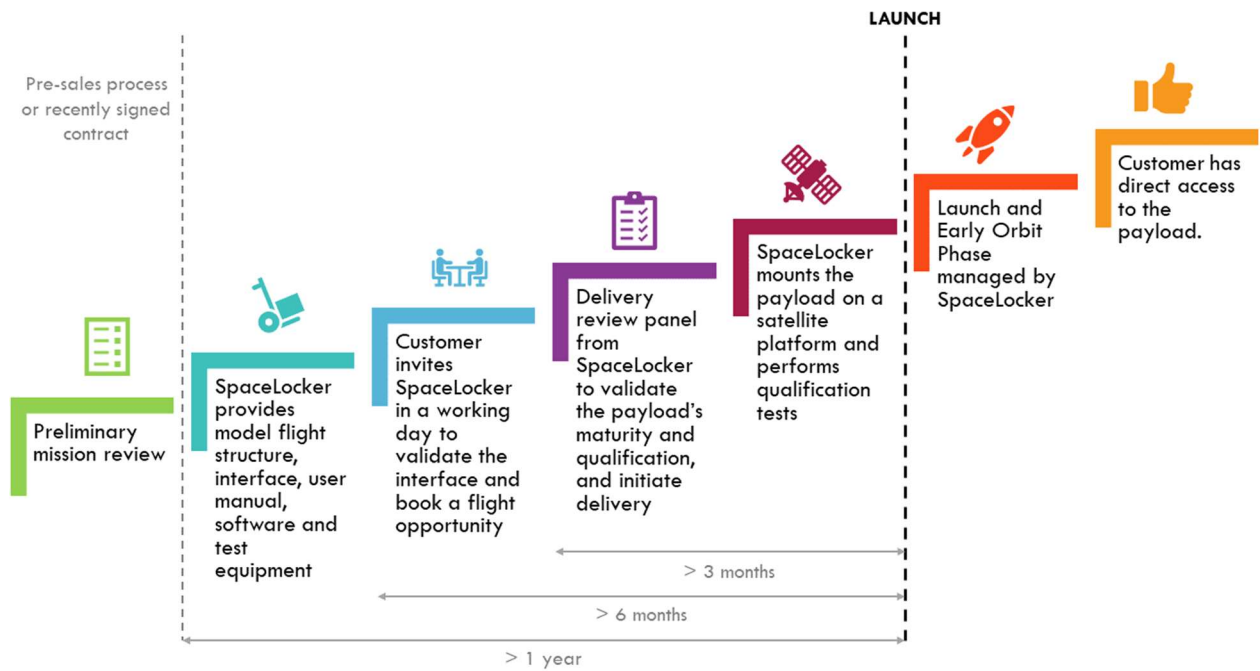 LAUNCH
Pre-sales process
or recently signed
contract
Preliminary
mission review
SpaceLocker
provides
model flight
structure,
interface, user
manual,
software and
test
equipment
Customer
invites
SpaceLocker
in a working
day to
validate the
interface and
book a flight
opportunity
Delivery
review panel
from
SpaceLocker
to validate
the payload's
maturity and
qualification,
and initiate
delivery
SpaceLocker
mounts the
payload on a
satellite
platform and
performs
qualification
tests
Launch and
Early Orbit
Phase
managed by
SpaceLocker
Customer has
direct access
to the
payload.
> 3 months
> 6 months
> 1 year